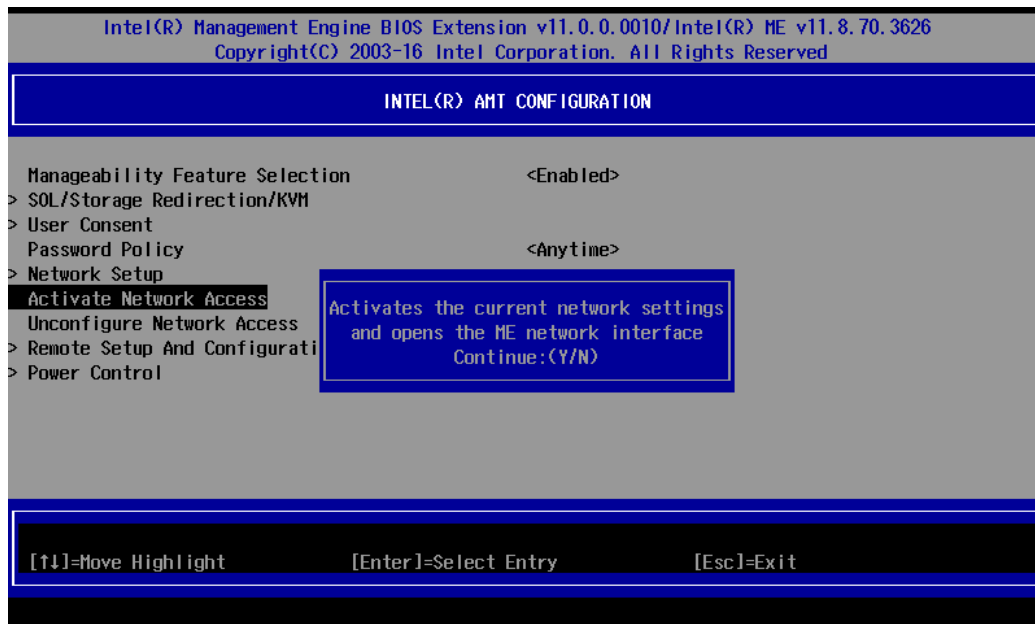 Intel(R) Management Engine BIOS Extension v11.0.0.0010/Intel(R) ME v11.8.70.3626
Copyright(C) 2003-16 Intel Corporation. All Rights Reserved
INTEL(R) AMT CONFIGURATION
Manageability Feature Selection <Enabled>
> SOL/Storage Redirection/KVM
> User Consent
Password Policy <Anytime>
> Network Setup
Activate Network Access
Unconfigure Network Access
> Remote Setup And Configurati
> Power Control
Activates the current network settings
and opens the ME network interface
Continue:(Y/N)
[↑↓]=Move Highlight [Enter]=Select Entry [Esc]=Exit